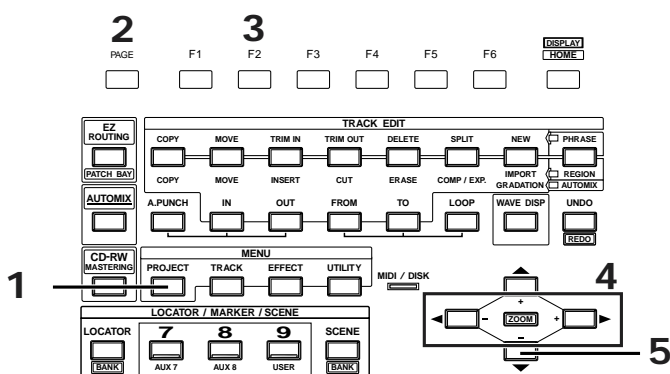 2 3
PAGE F1 F2 F3 F4 F5 F6 DISPLAY
HOME
TRACK EDIT
EZ
ROUTING
COPY MOVE TRIM IN TRIM OUT DELETE SPLIT NEW PHRASE
PATCH BAY
COPY MOVE INSERT CUT ERASE COMP / EXP. IMPORT REGION
GRADATION AUTOMIX
AUTOMIX
A.PUNCH IN OUT FROM TO LOOP WAVE DISP UNDO
REDO
CD-RW
MASTERING
MENU
1 PROJECT TRACK EFFECT UTILITY MIDI / DISK
4
+
- ZOOM +
-
5
LOCATOR / MARKER / SCENE
LOCATOR 7 8 9 SCENE
BANK AUX 7 AUX 8 USER BANK